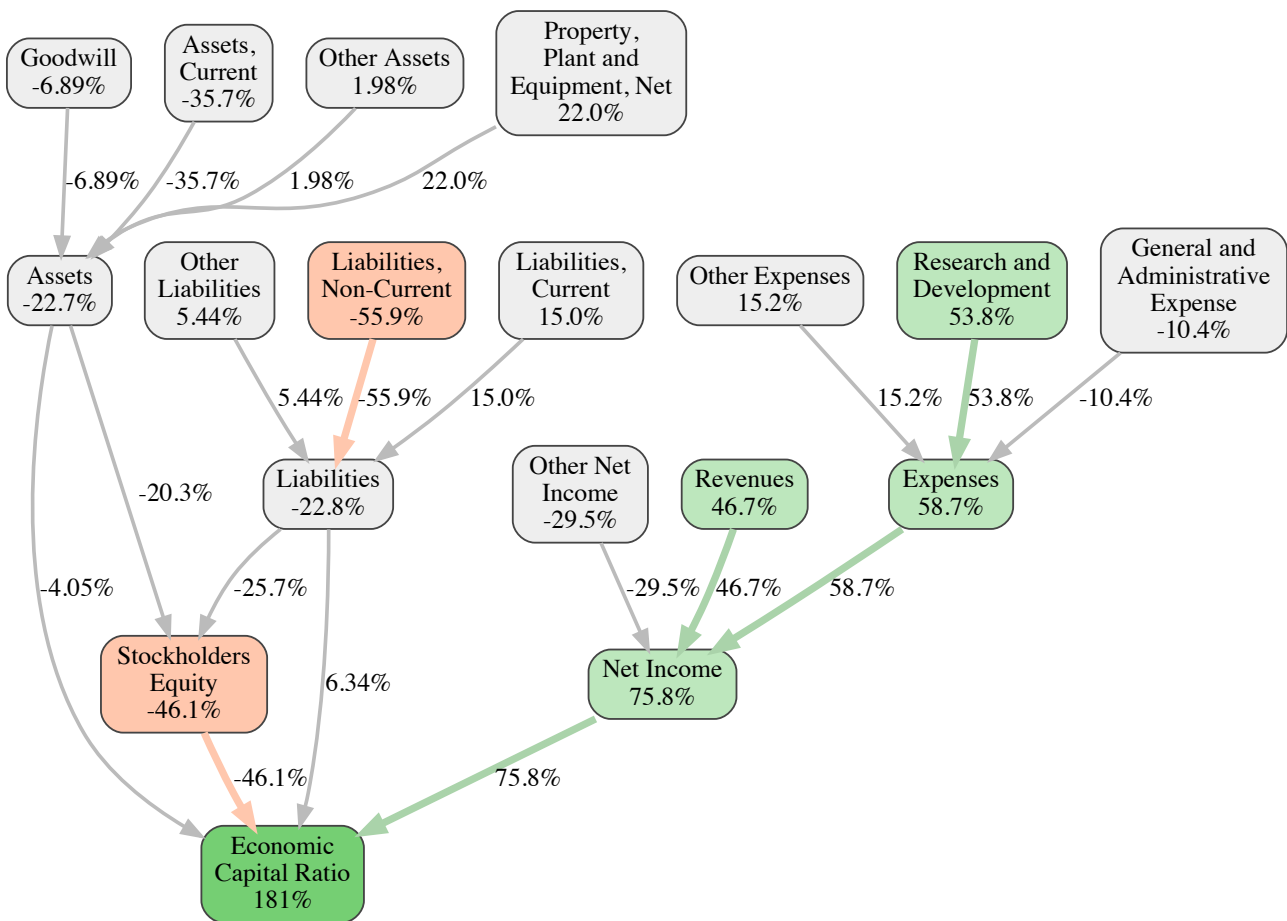 Goodwill
-6.89%
Assets,
Current
-35.7%
Other Assets
1.98%
Property,
Plant and
Equipment, Net
22.0%
-6.89%
-35.7%
1.98%
22.0%
Assets
-22.7%
Other
Liabilities
5.44%
Liabilities,
Non-Current
-55.9%
Liabilities,
Current
15.0%
Other Expenses
15.2%
Research and
Development
53.8%
General and
Administrative
Expense
-10.4%
5.44%
-55.9%
15.0%
15.2%
53.8%
-10.4%
-20.3%
Liabilities
-22.8%
Other Net
Income
-29.5%
Revenues
46.7%
Expenses
58.7%
-4.05%
-25.7%
-29.5%
46.7%
58.7%
Stockholders
Equity
-46.1%
6.34%
Net Income
75.8%
-46.1%
75.8%
Economic
Capital Ratio
181%